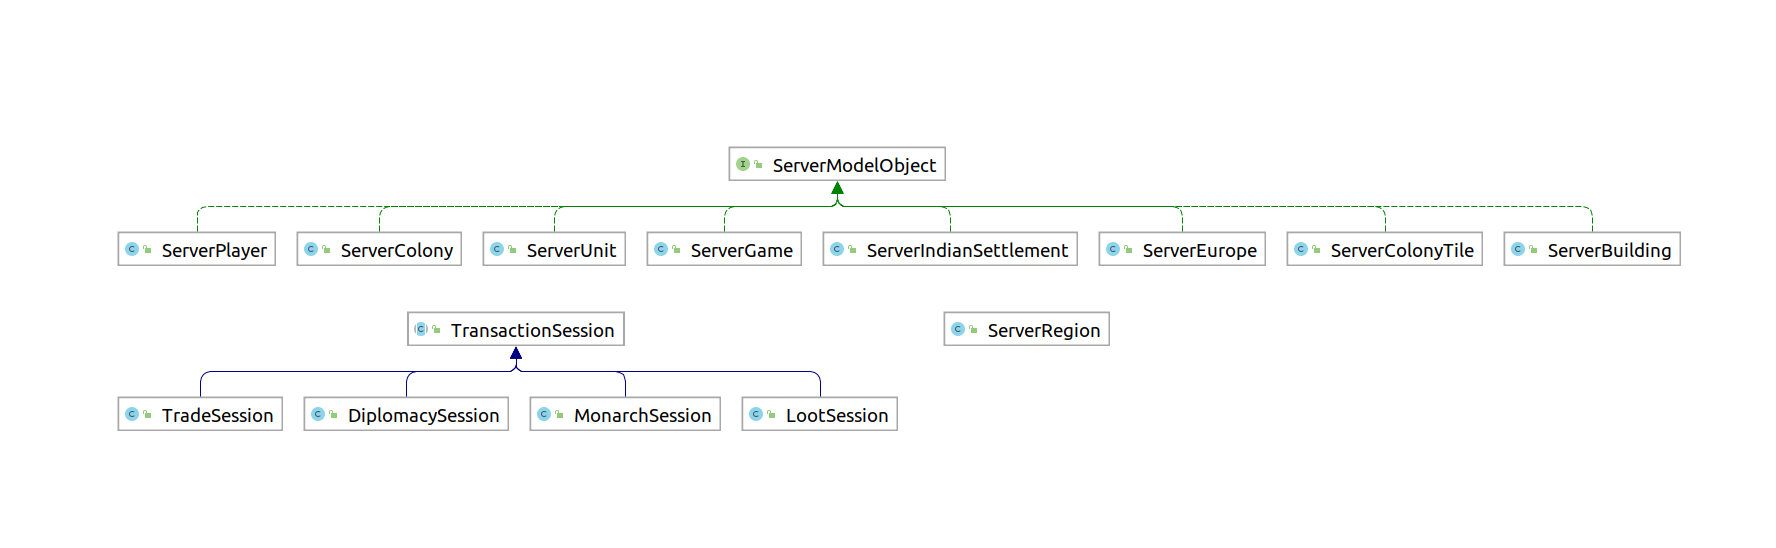 ServerModelObject
ServerPlayer
ServerColony
ServerUnit
ServerGame
ServerIndianSettlement
ServerEurope
ServerColonyTile
ServerBuilding
TransactionSession
ServerRegion
TradeSession
DiplomacySession
MonarchSession
LootSession